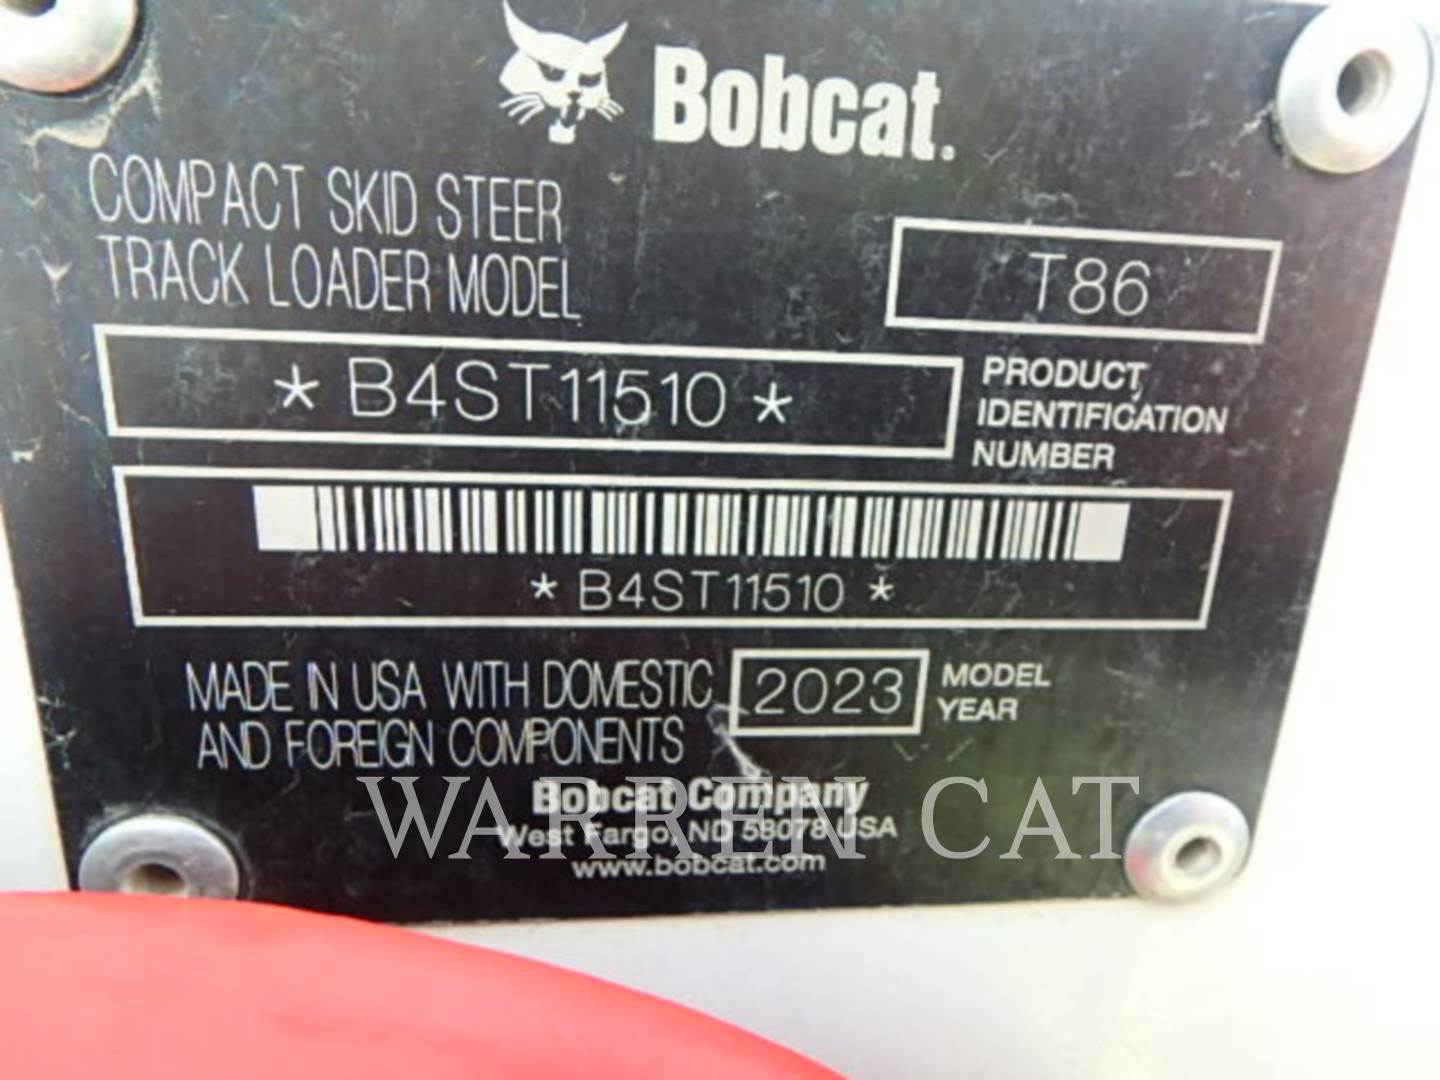 Bobcat.
COMPACT SKID STEER
TRACK LOADER MODEL
T86
*B4ST11510*
PRODUCT
IDENTIFICATION
NUMBER
*B4ST11510*
MADE IN USA WITH DOMESTIC
AND FOREIGN COMPONENTS
2023
MODEL
YEAR
WARREN CAT
Bobcat Company
West Fargo, ND 58078 USA
www.bobcat.com